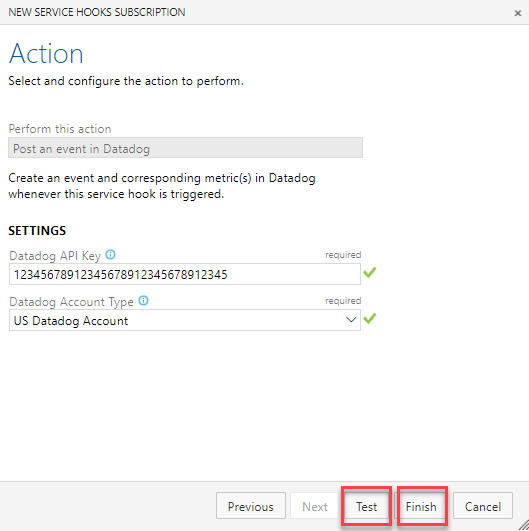 NEW SERVICE HOOKS SUBSCRIPTION
Action
Select and configure the action to perform.
Perform this action
Post an event in Datadog
Create an event and corresponding metric(s) in Datadog
whenever this service hook is triggered.
SETTINGS
Datadog API Key required
12345678912345678912345678912345
Datadog Account Type required
US Datadog Account
Previous Next Test Finish Cancel